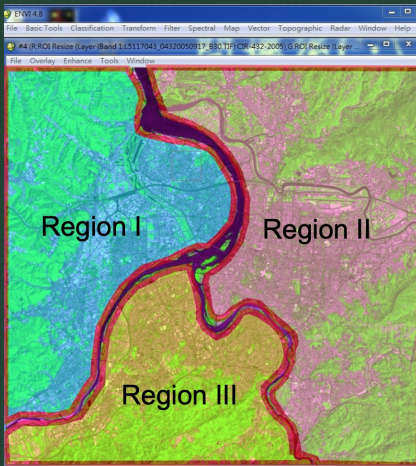 ENVI 4.8
File Basic Tools Classification Transform Filter Spectral Map Vector Topographic Radar Window Help
#4 (R:ROI Resize (Layer (Band 1:L5117043_04320050917_B30.TIF):CIR-432-2005),G:ROI Resize (Layer ...
File Overlay Enhance Tools Window
Region I
Region II
Region III